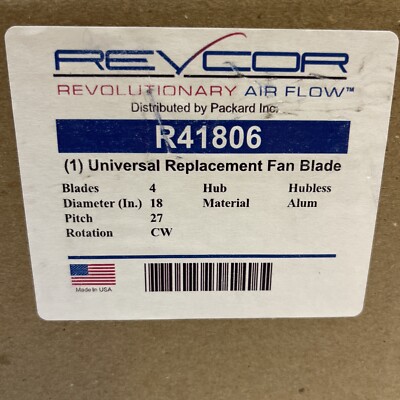 REVCOR
REVOLUTIONARY AIR FLOW™
Distributed by Packard Inc.
R41806
(1) Universal Replacement Fan Blade
Blades 4 Hub Hubless
Diameter (In.) 18 Material Alum
Pitch 27
Rotation CW
Made In USA